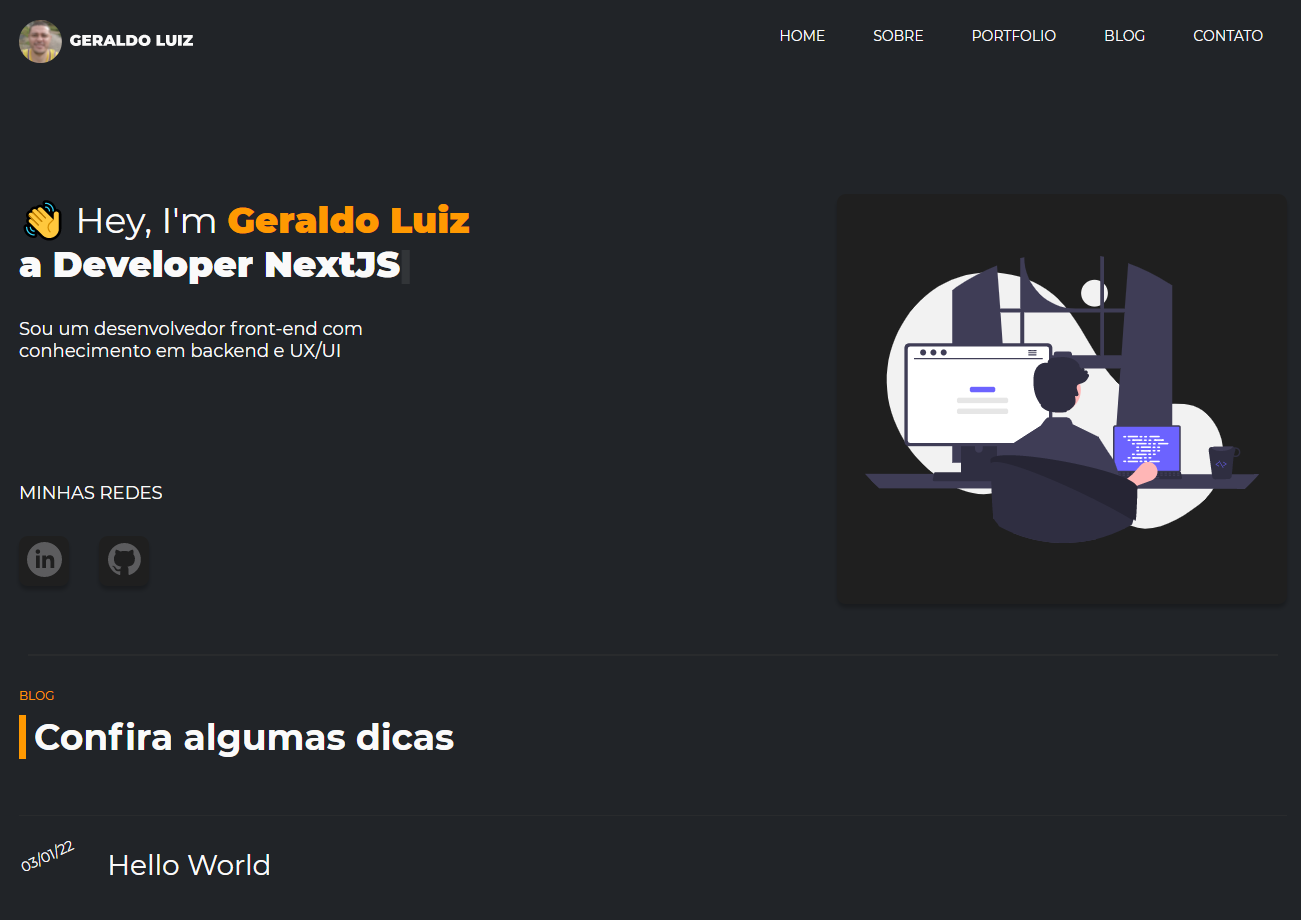 GERALDO LUIZ
HOME SOBRE PORTFOLIO BLOG CONTATO
👋 Hey, I'm Geraldo Luiz
a Developer NextJS
Sou um desenvolvedor front-end com
conhecimento em backend e UX/UI
MINHAS REDES
in
BLOG
Confira algumas dicas
03/01/22
Hello World